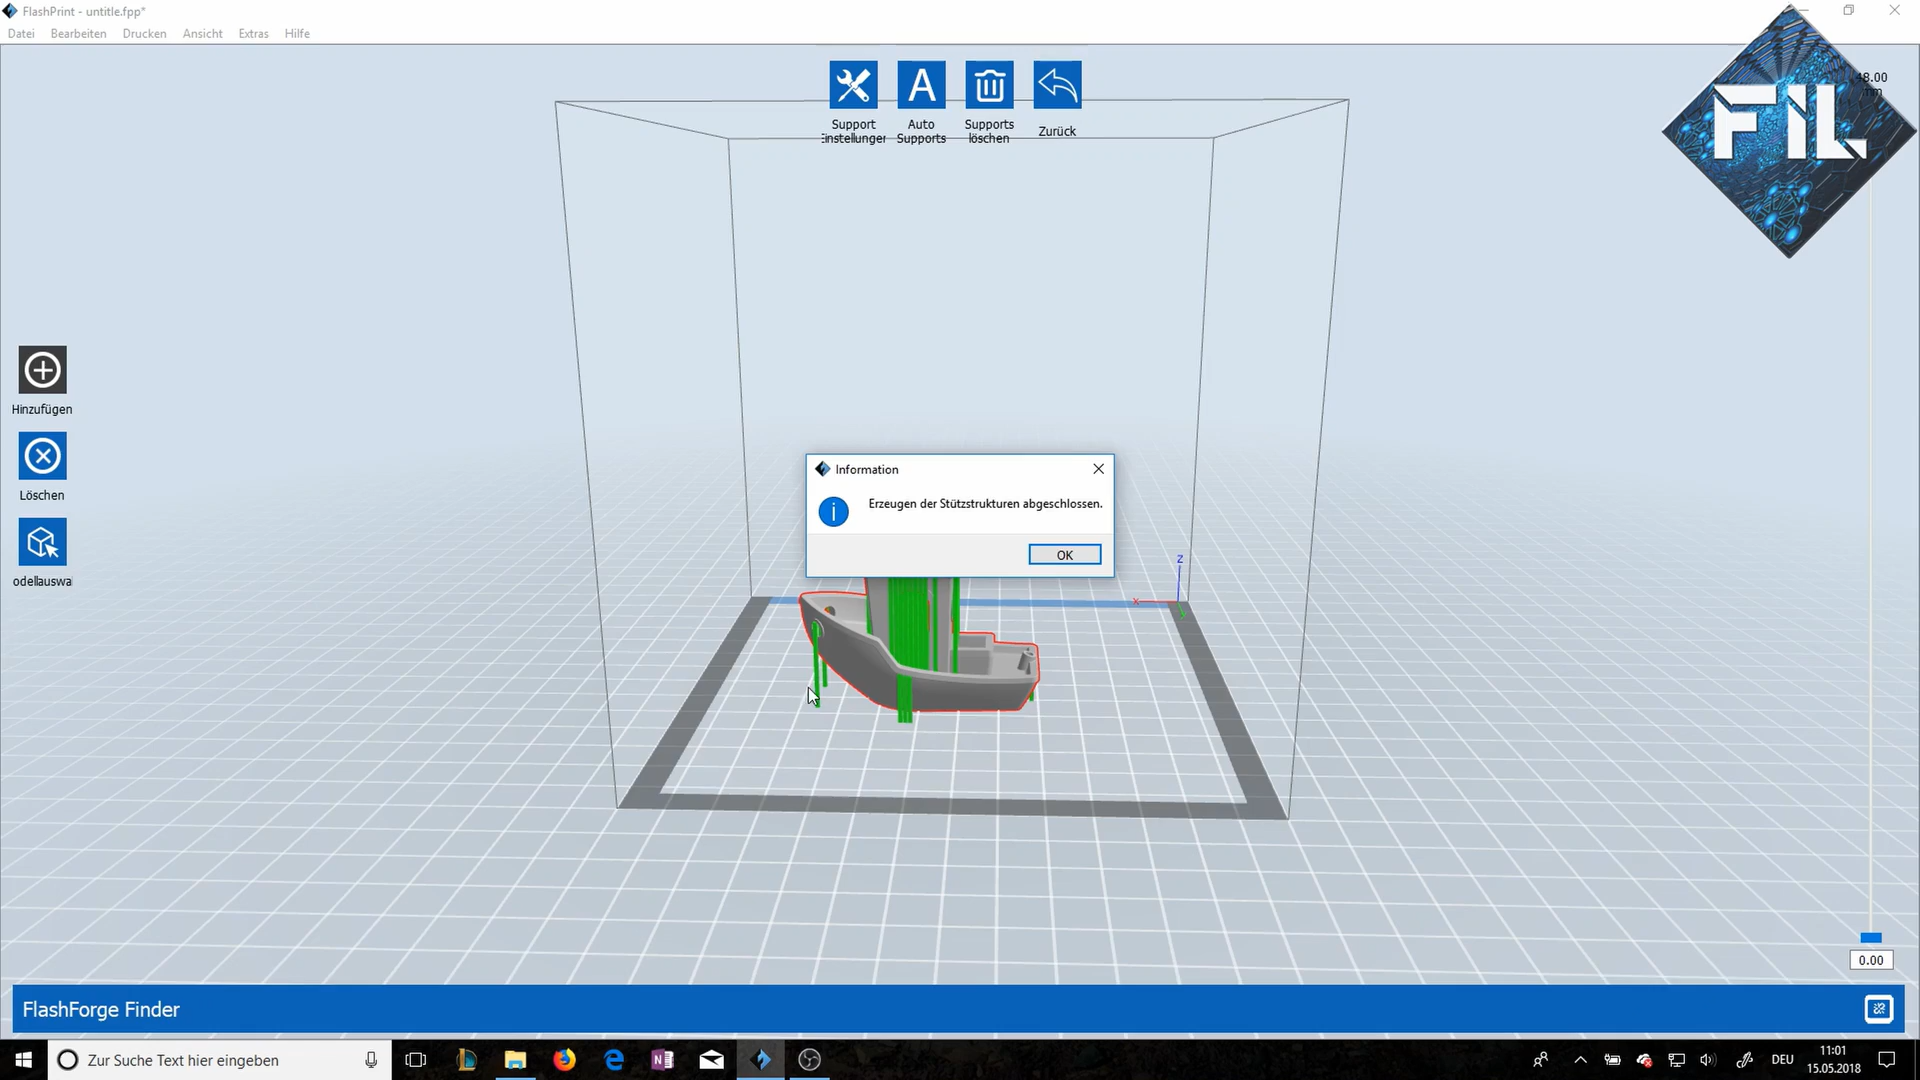 FlashPrint - untitle.fpp*
Datei Bearbeiten Drucken Ansicht Extras Hilfe
Support
Einstellungen
Auto
Supports
Supports
löschen
Zurück
48.00
mm
FIL
Hinzufügen
Löschen
odellauswa
Information
Erzeugen der Stützstrukturen abgeschlossen.
OK
z
x
0.00
FlashForge Finder
Zur Suche Text hier eingeben
DEU
11:01
15.05.2018